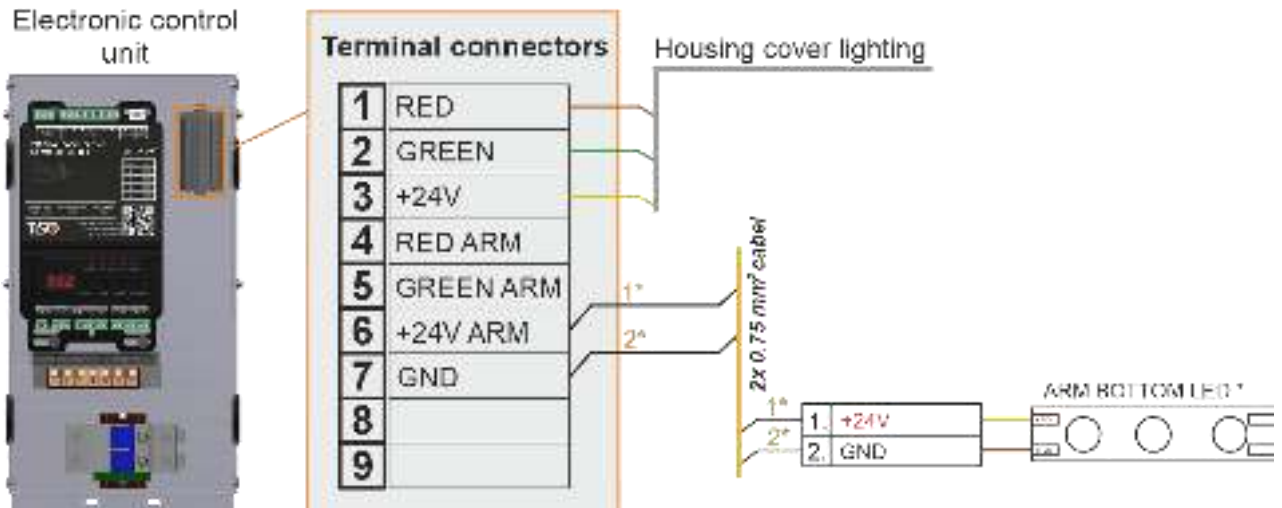 Electronic control
unit
Terminal connectors
1 RED
2 GREEN
3 +24V
4 RED ARM
5 GREEN ARM
6 +24V ARM
7 GND
8
9
Housing cover lighting
1*
2*
2x 0.75 mm² cabel
1*
2*
1. +24V
2. GND
ARM BOTTOM LED *
TiSO